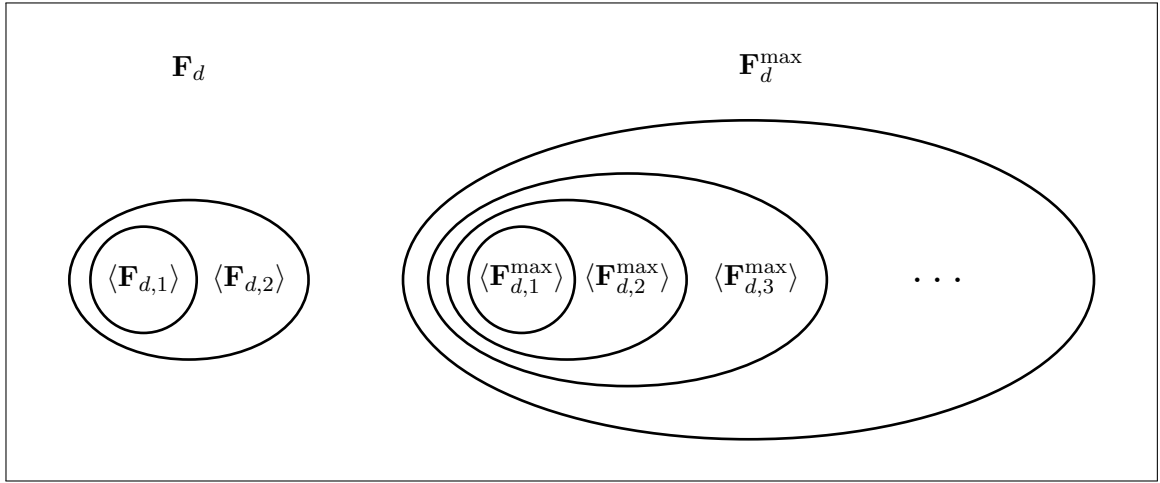 𝐅_d 𝐅_d^max
⟨𝐅_{d,1}⟩ ⟨𝐅_{d,2}⟩ ⟨𝐅_{d,1}^max⟩ ⟨𝐅_{d,2}^max⟩ ⟨𝐅_{d,3}^max⟩ . . .